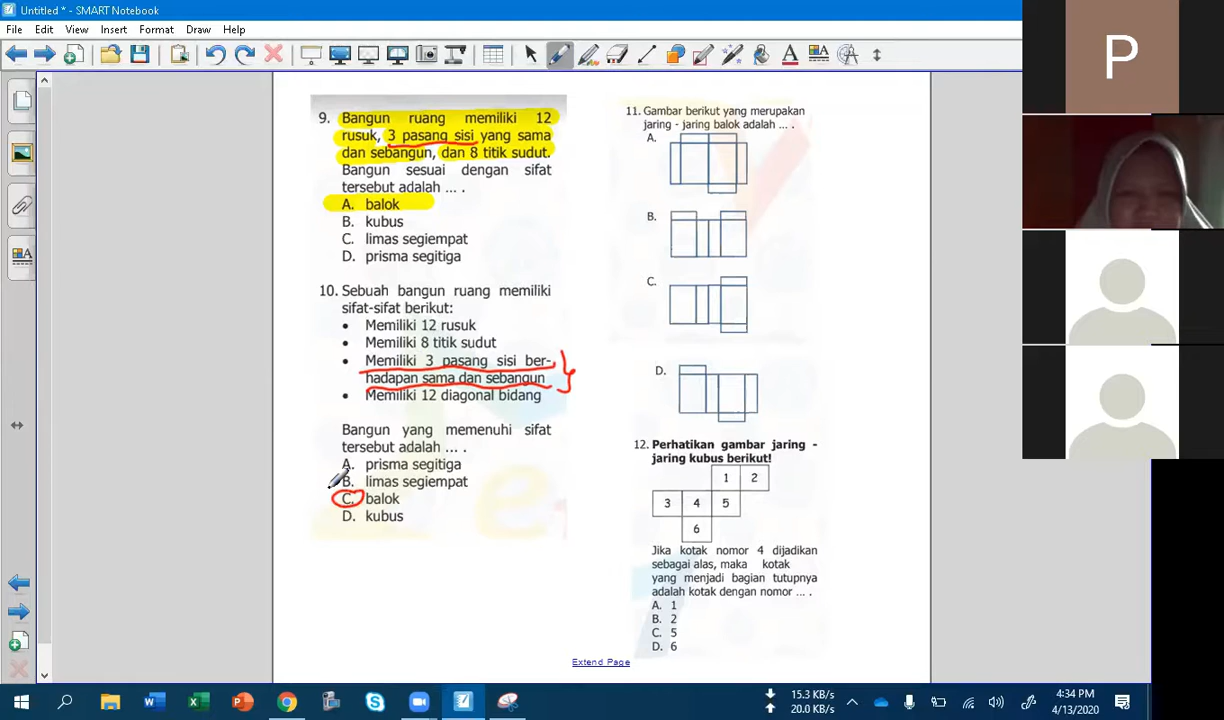 Untitled * - SMART Notebook
File Edit View Insert Format Draw Help
9. Bangun ruang memiliki 12
rusuk, 3 pasang sisi yang sama
dan sebangun, dan 8 titik sudut.
Bangun sesuai dengan sifat
tersebut adalah ... .
A. balok
B. kubus
C. limas segiempat
D. prisma segitiga
10. Sebuah bangun ruang memiliki
sifat-sifat berikut:
• Memiliki 12 rusuk
• Memiliki 8 titik sudut
• Memiliki 3 pasang sisi ber-
hadapan sama dan sebangun
• Memiliki 12 diagonal bidang
Bangun yang memenuhi sifat
tersebut adalah ... .
A. prisma segitiga
B. limas segiempat
C. balok
D. kubus
11. Gambar berikut yang merupakan
jaring - jaring balok adalah ... .
A.
B.
C.
D.
12. Perhatikan gambar jaring -
jaring kubus berikut!
1 2
3 4 5
6
Jika kotak nomor 4 dijadikan
sebagai alas, maka kotak
yang menjadi bagian tutupnya
adalah kotak dengan nomor ... .
A. 1
B. 2
C. 5
D. 6
Extend Page
P
15.3 KB/s
20.0 KB/s
4:34 PM
4/13/2020